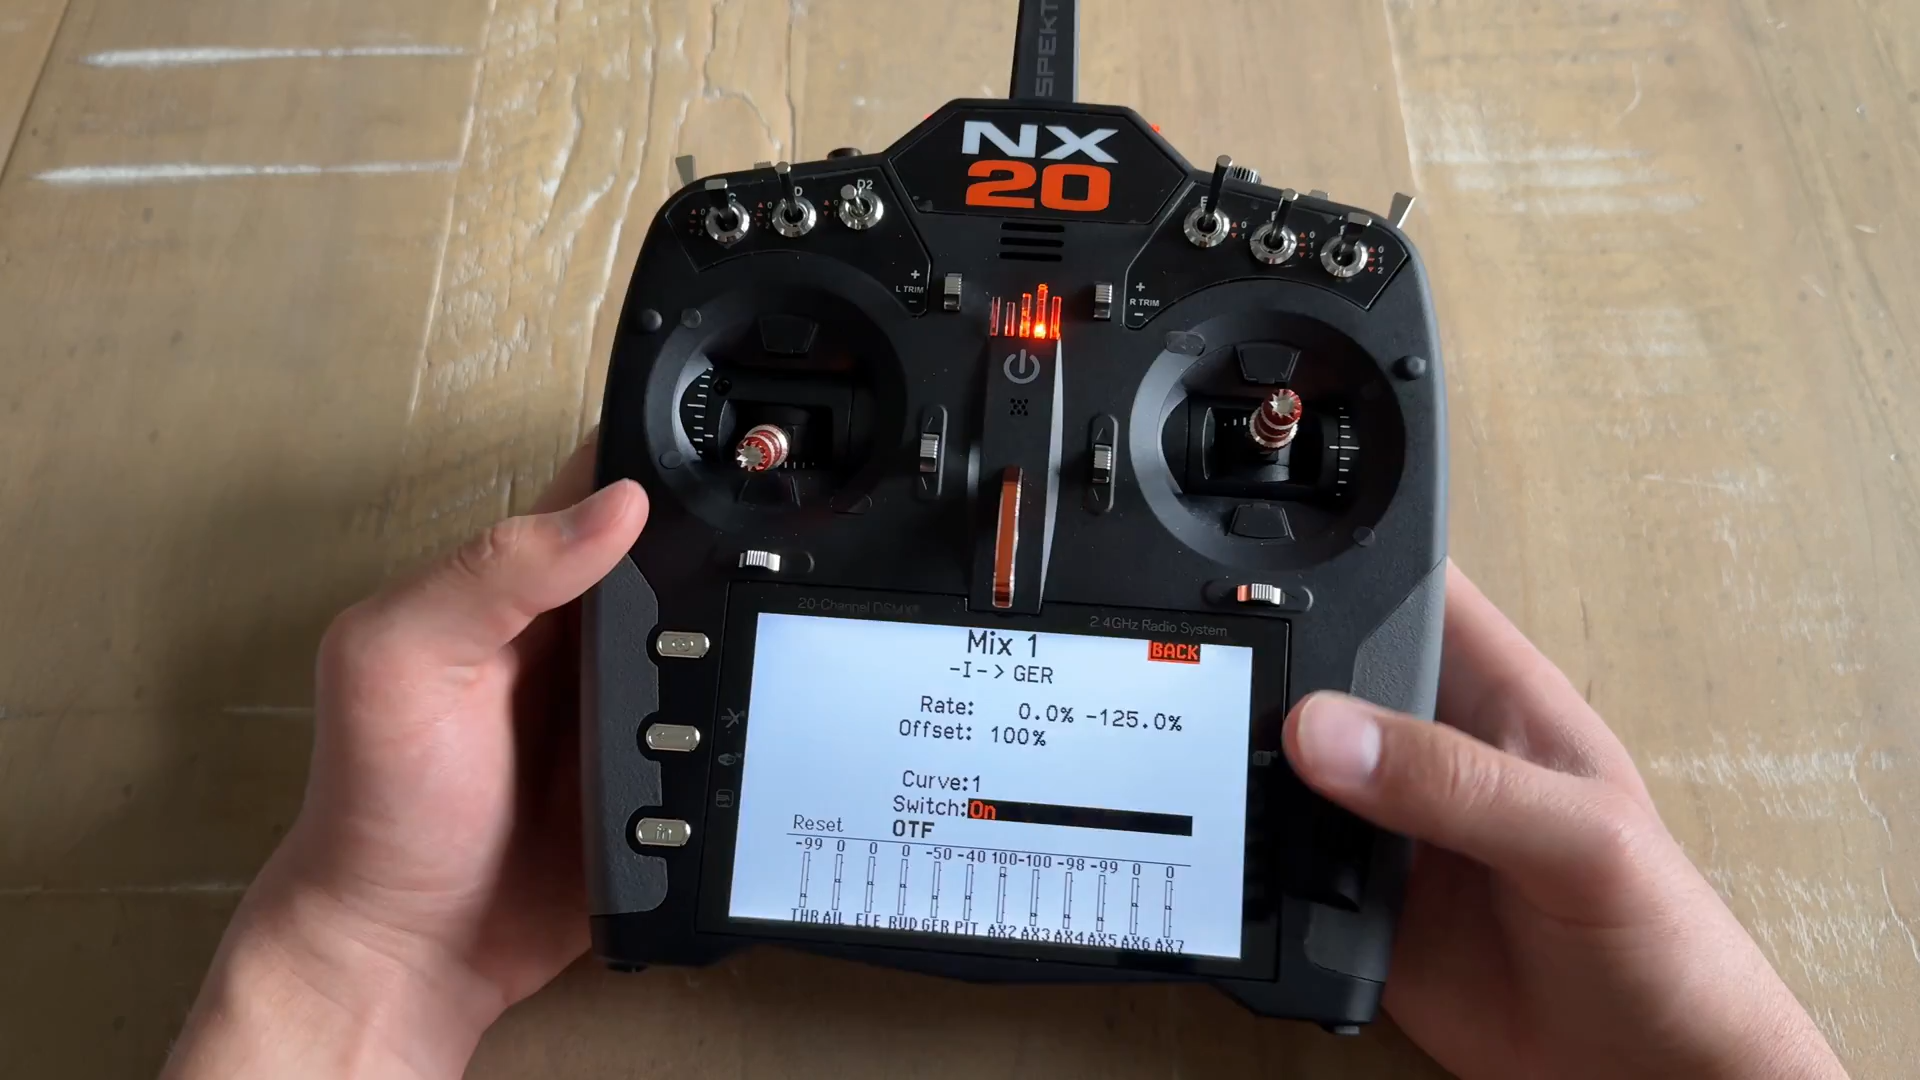 SPEKT
NX
20
D
D2
+
L TRIM
-
+
R TRIM
-
20-Channel DSMX®
2.4GHz Radio System
Mix 1
BACK
-I-> GER
Rate: 0.0% -125.0%
Offset: 100%
Curve:1
Switch:On
Reset OTF
-99 0 0 0 -50 -40 100 -100 -98 -99 0 0
THR AIL ELE RUD GER PIT AX2 AX3 AX4 AX5 AX6 AX7